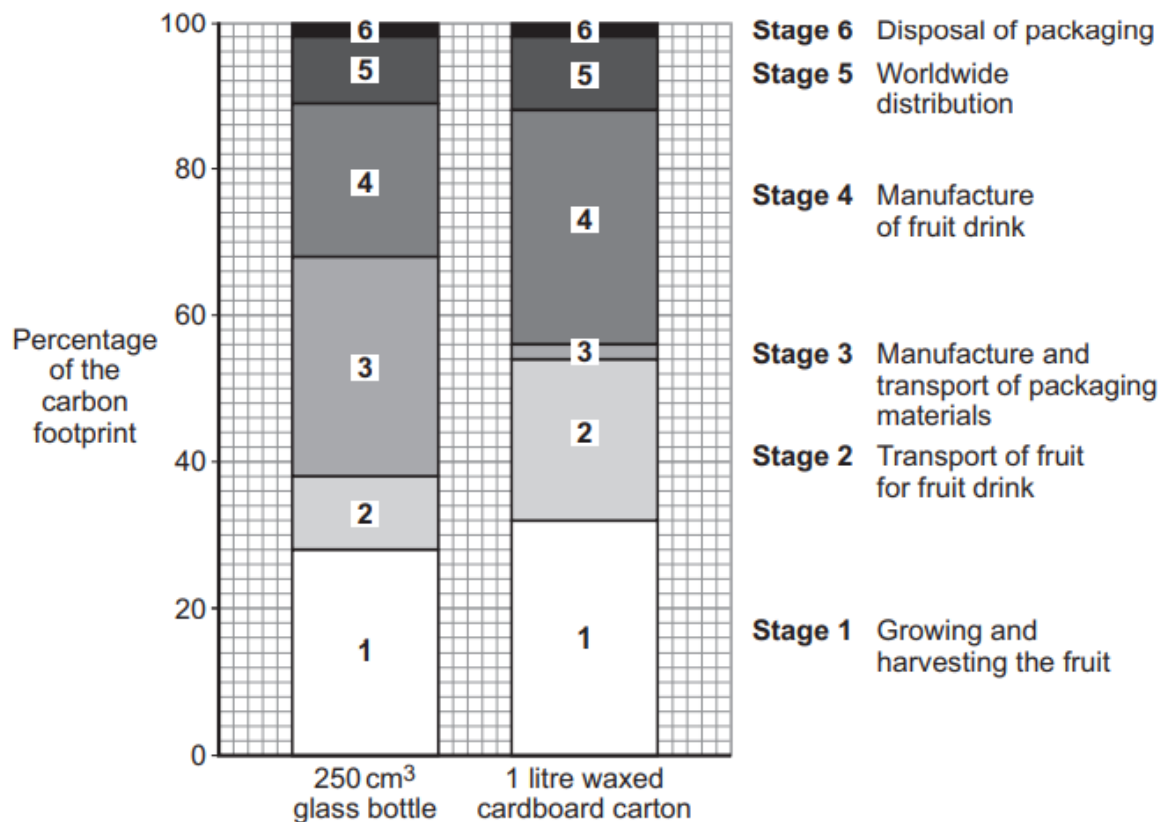 100
80
60
40
20
0
Percentage
of the
carbon
footprint
6
5
4
3
2
1
6
5
4
3
2
1
250 cm³
glass bottle
1 litre waxed
cardboard carton
Stage 6 Disposal of packaging
Stage 5 Worldwide
distribution
Stage 4 Manufacture
of fruit drink
Stage 3 Manufacture and
transport of packaging
materials
Stage 2 Transport of fruit
for fruit drink
Stage 1 Growing and
harvesting the fruit